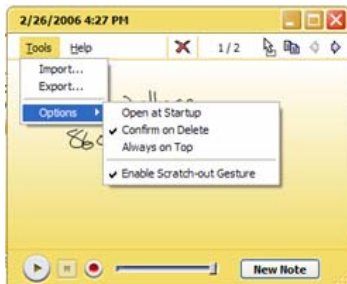 2/26/2006 4:27 PM
Tools Help 1/2
Import...
Export...
Options
Open at Startup
Confirm on Delete
Always on Top
Enable Scratch-out Gesture
860
New Note